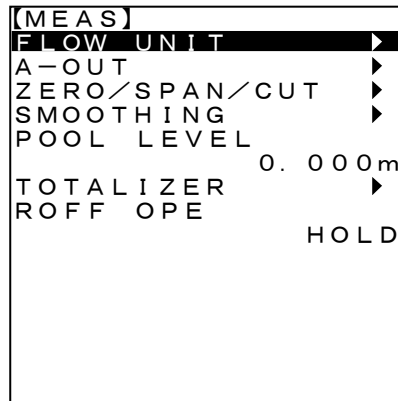 【MEAS】
FLOW UNIT ▶
A－OUT ▶
ZERO／SPAN／CUT ▶
SMOOTHING ▶
POOL LEVEL
0. 000m
TOTALIZER ▶
ROFF OPE
HOLD